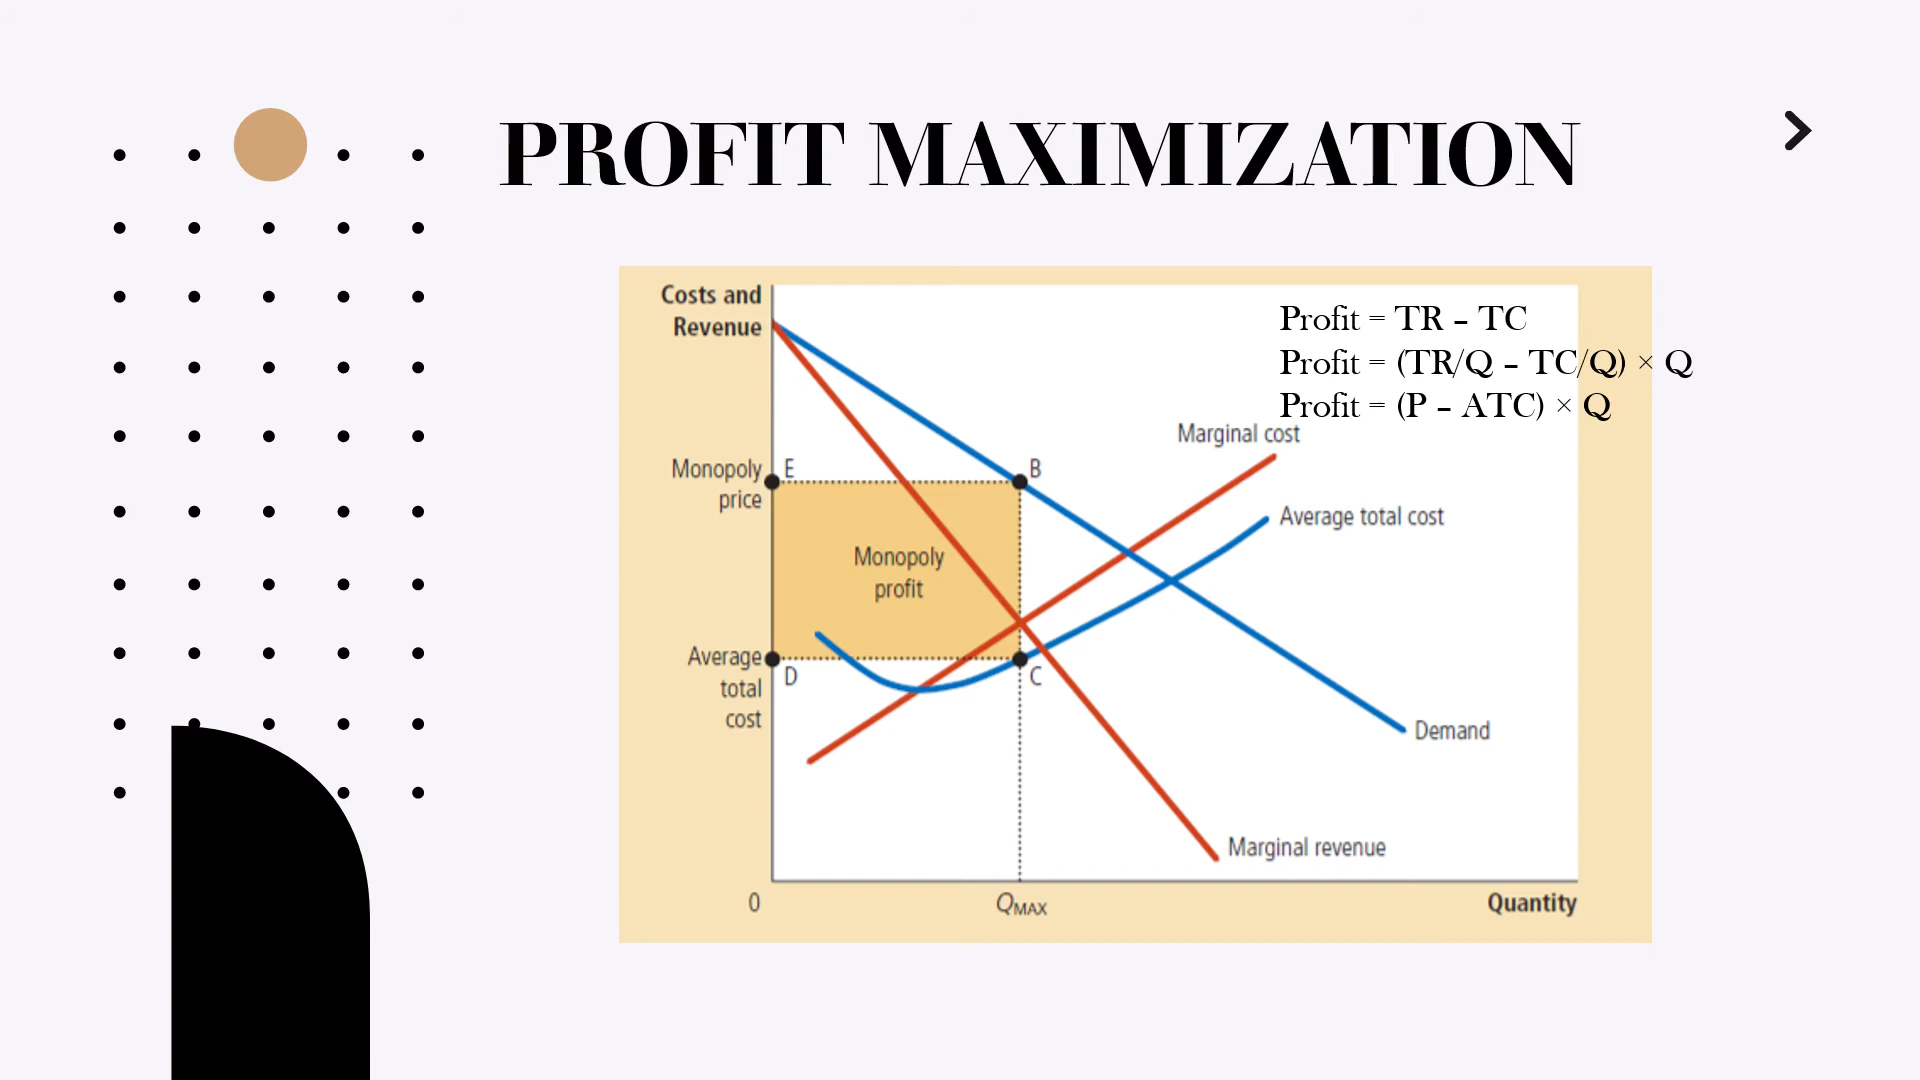 PROFIT MAXIMIZATION
Costs and
Revenue
Profit = TR – TC
Profit = (TR/Q – TC/Q) × Q
Profit = (P – ATC) × Q
Marginal cost
Monopoly
price
E
B
Average total cost
Monopoly
profit
Average
total
cost
D
C
Demand
Marginal revenue
0
QMAX
Quantity